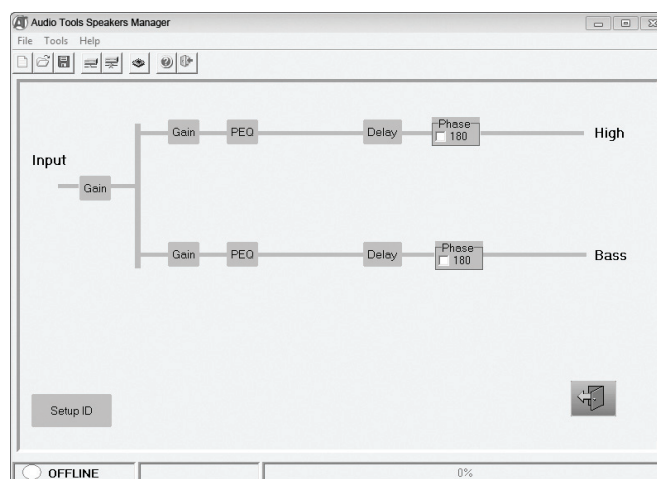 Audio Tools Speakers Manager
File Tools Help
Gain PEQ Delay Phase 180 High
Input
Gain
Gain PEQ Delay Phase 180 Bass
Setup ID
OFFLINE 0%